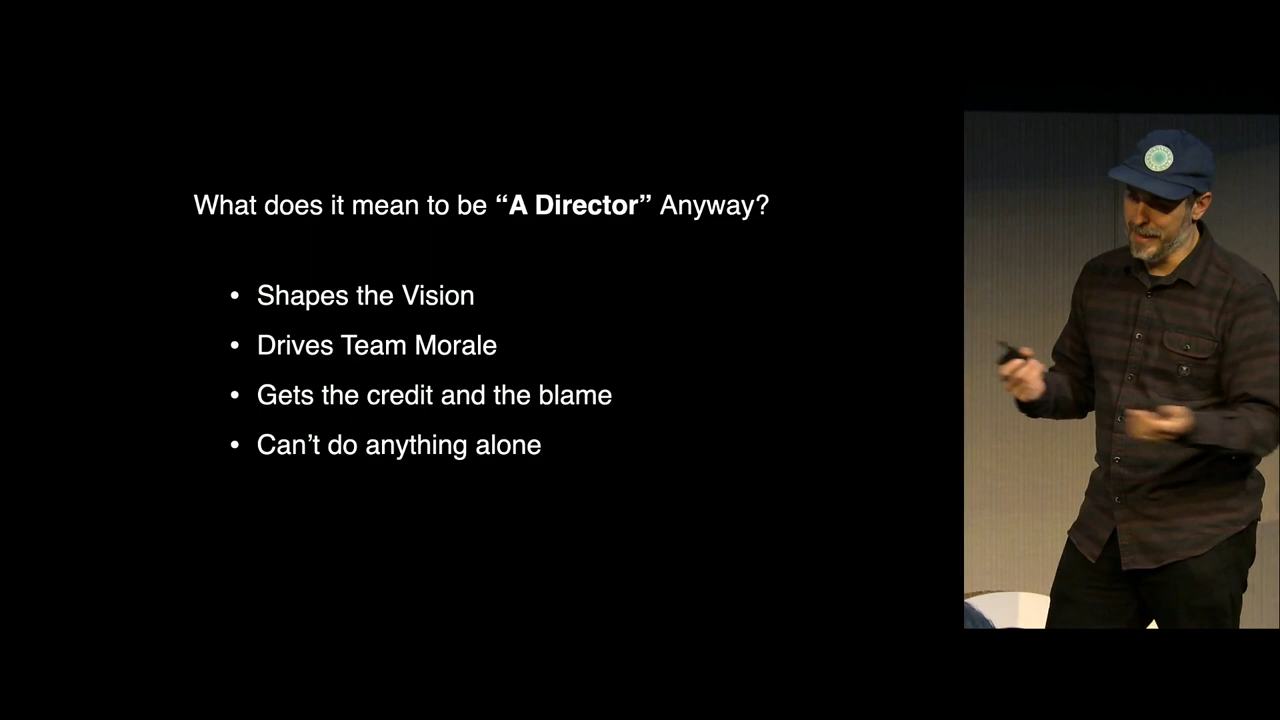 What does it mean to be “A Director” Anyway?
• Shapes the Vision
• Drives Team Morale
• Gets the credit and the blame
• Can’t do anything alone